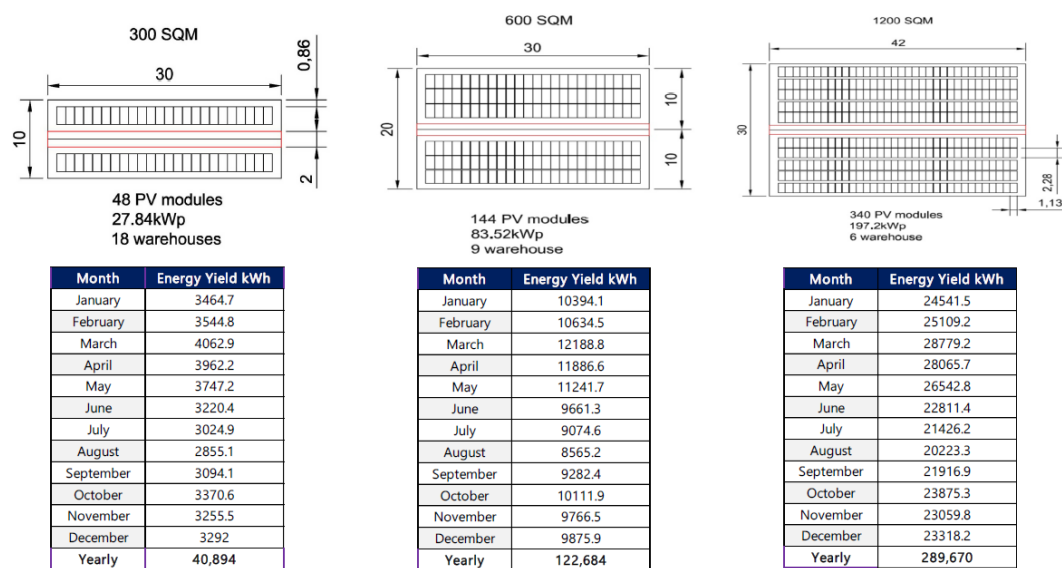 300 SQM
30
0,86
10
2
48 PV modules
27.84kWp
18 warehouses
Month Energy Yield kWh
January 3464.7
February 3544.8
March 4062.9
April 3962.2
May 3747.2
June 3220.4
July 3024.9
August 2855.1
September 3094.1
October 3370.6
November 3255.5
December 3292
Yearly 40,894
600 SQM
30
20
10
10
144 PV modules
83.52kWp
9 warehouse
Month Energy Yield kWh
January 10394.1
February 10634.5
March 12188.8
April 11886.6
May 11241.7
June 9661.3
July 9074.6
August 8565.2
September 9282.4
October 10111.9
November 9766.5
December 9875.9
Yearly 122,684
1200 SQM
42
30
2,28
1,13
340 PV modules
197.2kWp
6 warehouse
Month Energy Yield kWh
January 24541.5
February 25109.2
March 28779.2
April 28065.7
May 26542.8
June 22811.4
July 21426.2
August 20223.3
September 21916.9
October 23875.3
November 23059.8
December 23318.2
Yearly 289,670